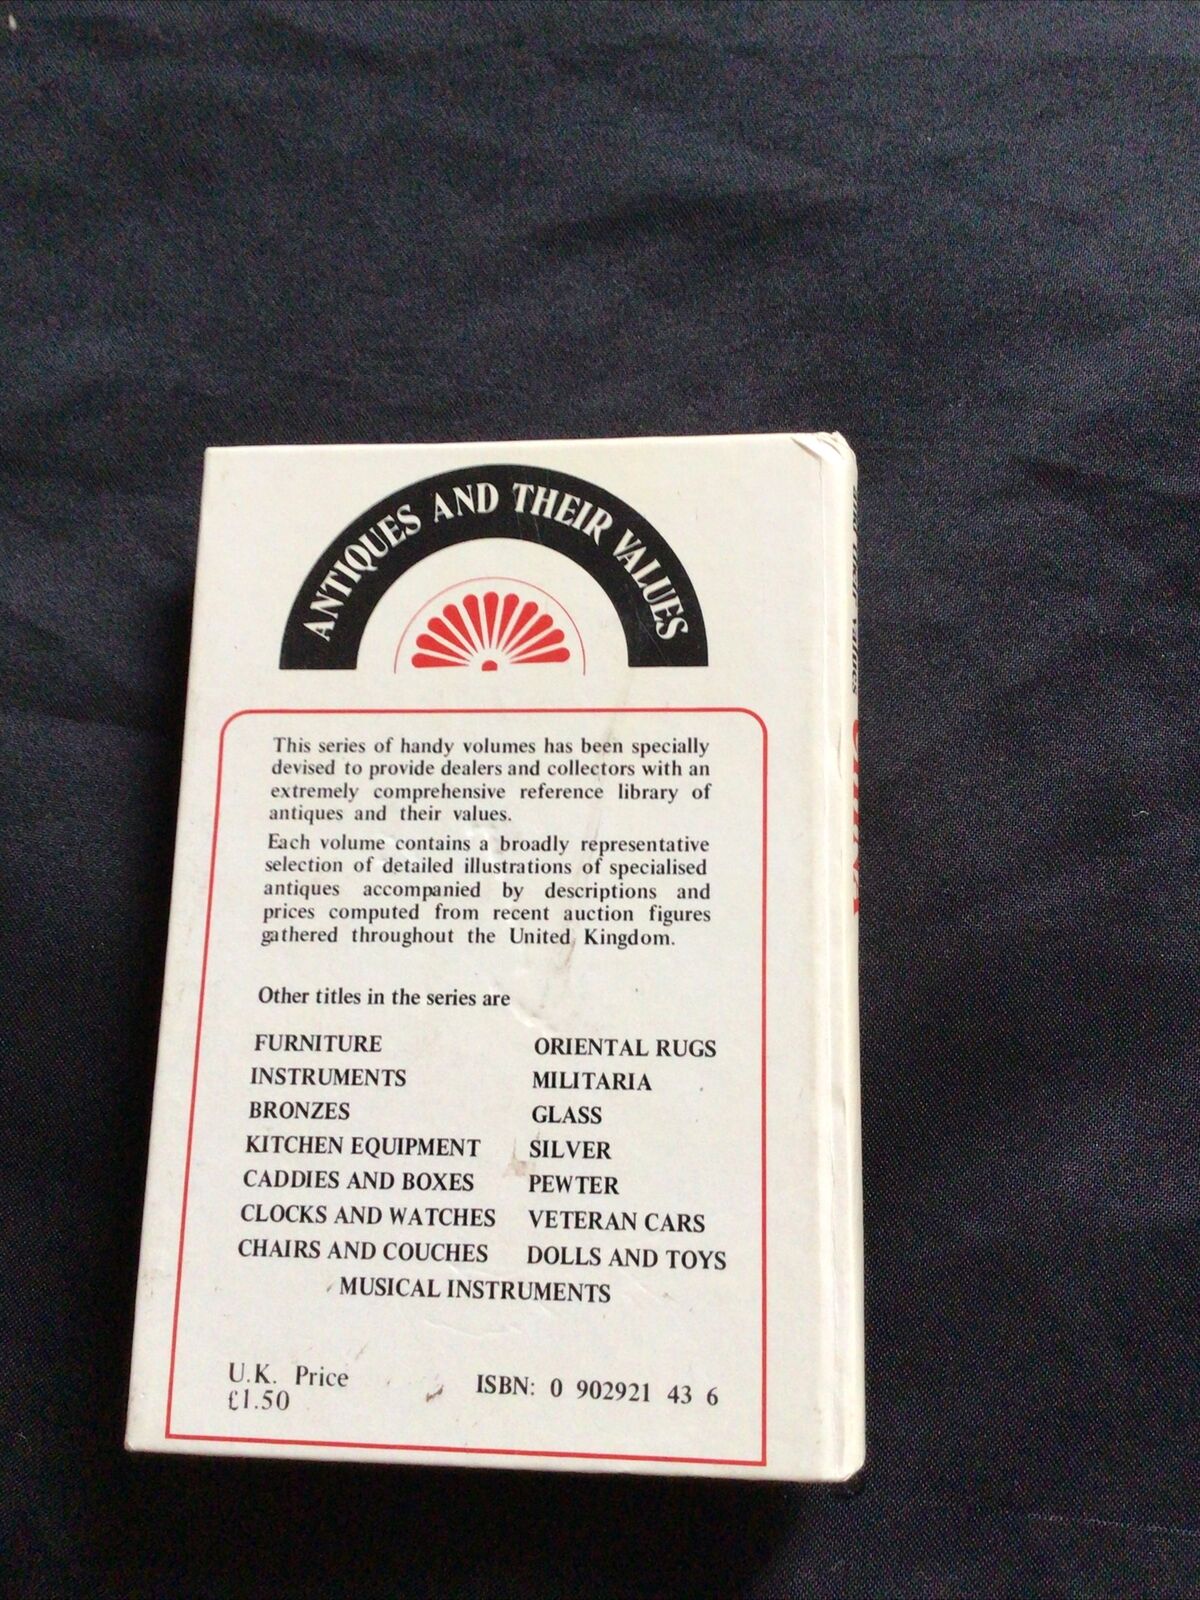 ANTIQUES AND THEIR VALUES
This series of handy volumes has been specially
devised to provide dealers and collectors with an
extremely comprehensive reference library of
antiques and their values.
Each volume contains a broadly representative
selection of detailed illustrations of specialised
antiques accompanied by descriptions and
prices computed from recent auction figures
gathered throughout the United Kingdom.
Other titles in the series are
FURNITURE ORIENTAL RUGS
INSTRUMENTS MILITARIA
BRONZES GLASS
KITCHEN EQUIPMENT SILVER
CADDIES AND BOXES PEWTER
CLOCKS AND WATCHES VETERAN CARS
CHAIRS AND COUCHES DOLLS AND TOYS
MUSICAL INSTRUMENTS
U.K. Price
£1.50
ISBN: 0 902921 43 6